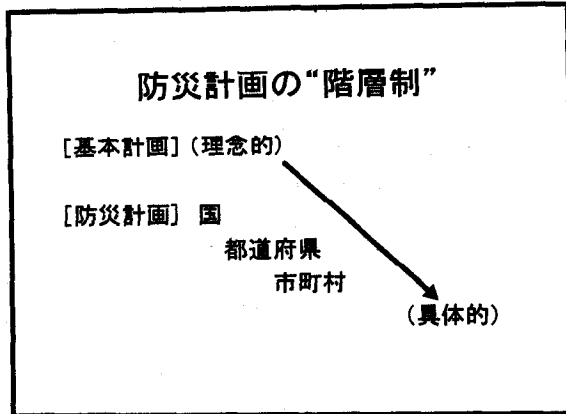 防災計画の“階層制”
[基本計画](理念的)
[防災計画] 国
都道府県
市町村
(具体的)